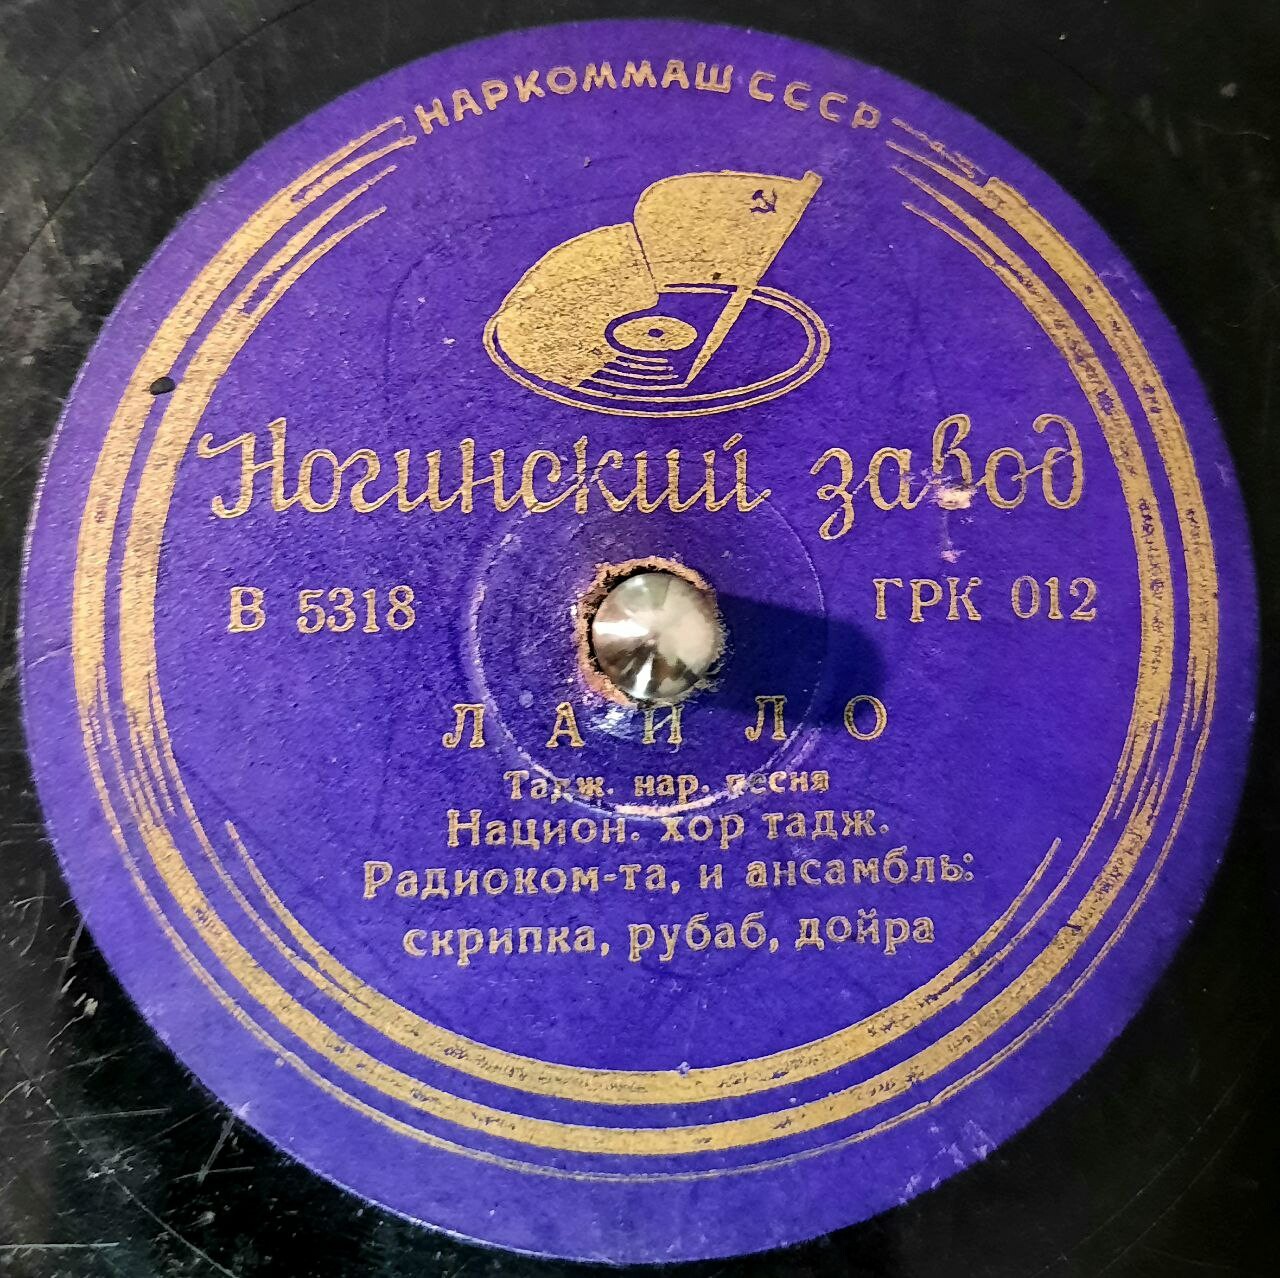 НАРКОММАШ СССР
Ногинский завод
В 5318 ГРК 012
ЛАЙЛО
Тадж. нар. песня
Национ. хор тадж.
Радиоком-та, и ансамбль:
скрипка, рубаб, дойра